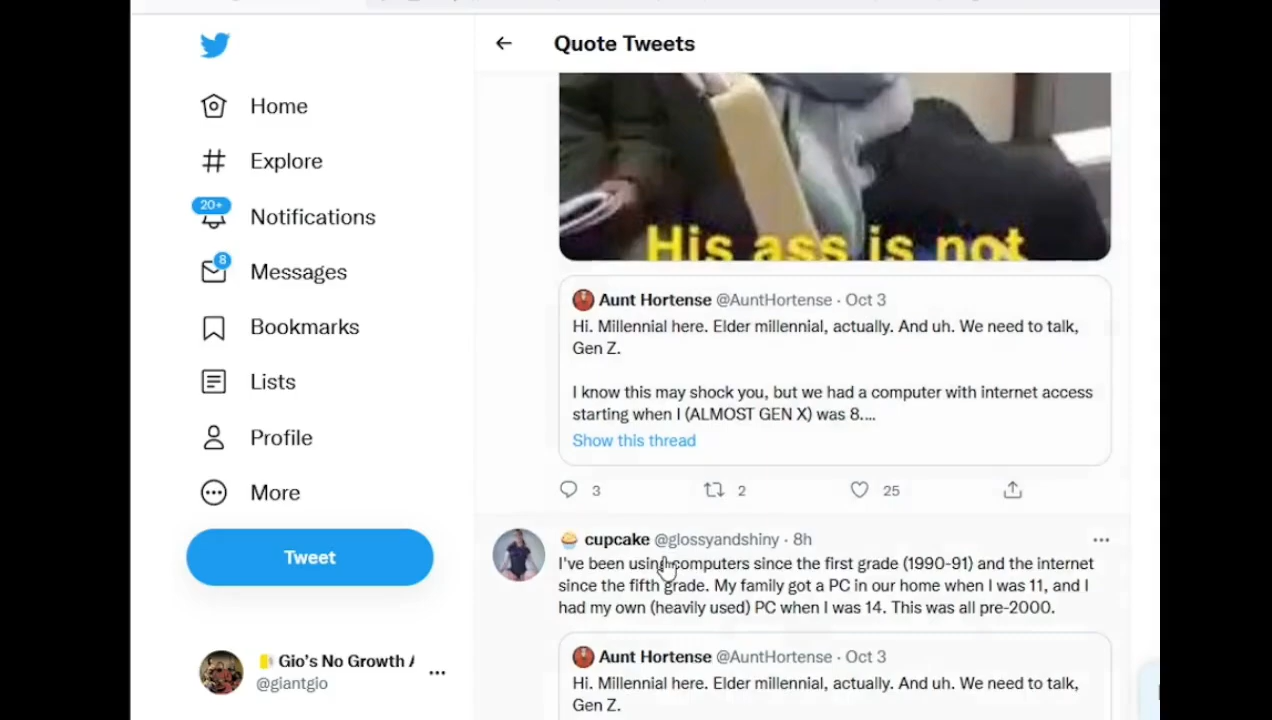 Quote Tweets
Home
Explore
20+
Notifications
8
Messages
Bookmarks
Lists
Profile
More
Tweet
Gio's No Growth
@giantgio
His ass is not
Aunt Hortense @AuntHortense · Oct 3
Hi. Millennial here. Elder millennial, actually. And uh. We need to talk,
Gen Z.
I know this may shock you, but we had a computer with internet access
starting when I (ALMOST GEN X) was 8....
Show this thread
3
2
25
cupcake @glossyandshiny · 8h
I've been using computers since the first grade (1990-91) and the internet
since the fifth grade. My family got a PC in our home when I was 11, and I
had my own (heavily used) PC when I was 14. This was all pre-2000.
Aunt Hortense @AuntHortense · Oct 3
Hi. Millennial here. Elder millennial, actually. And uh. We need to talk,
Gen Z.